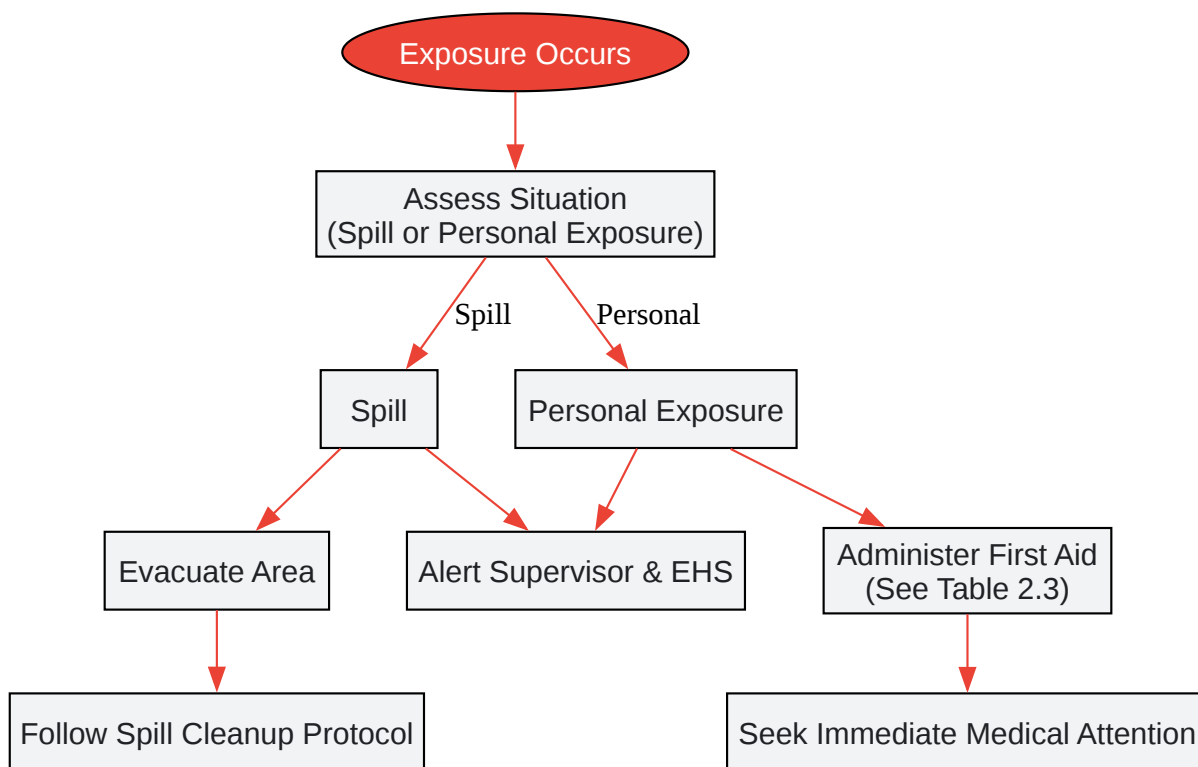 Exposure Occurs
Assess Situation
(Spill or Personal Exposure)
Spill
Personal
Spill
Personal Exposure
Evacuate Area
Alert Supervisor & EHS
Administer First Aid
(See Table 2.3)
Follow Spill Cleanup Protocol
Seek Immediate Medical Attention